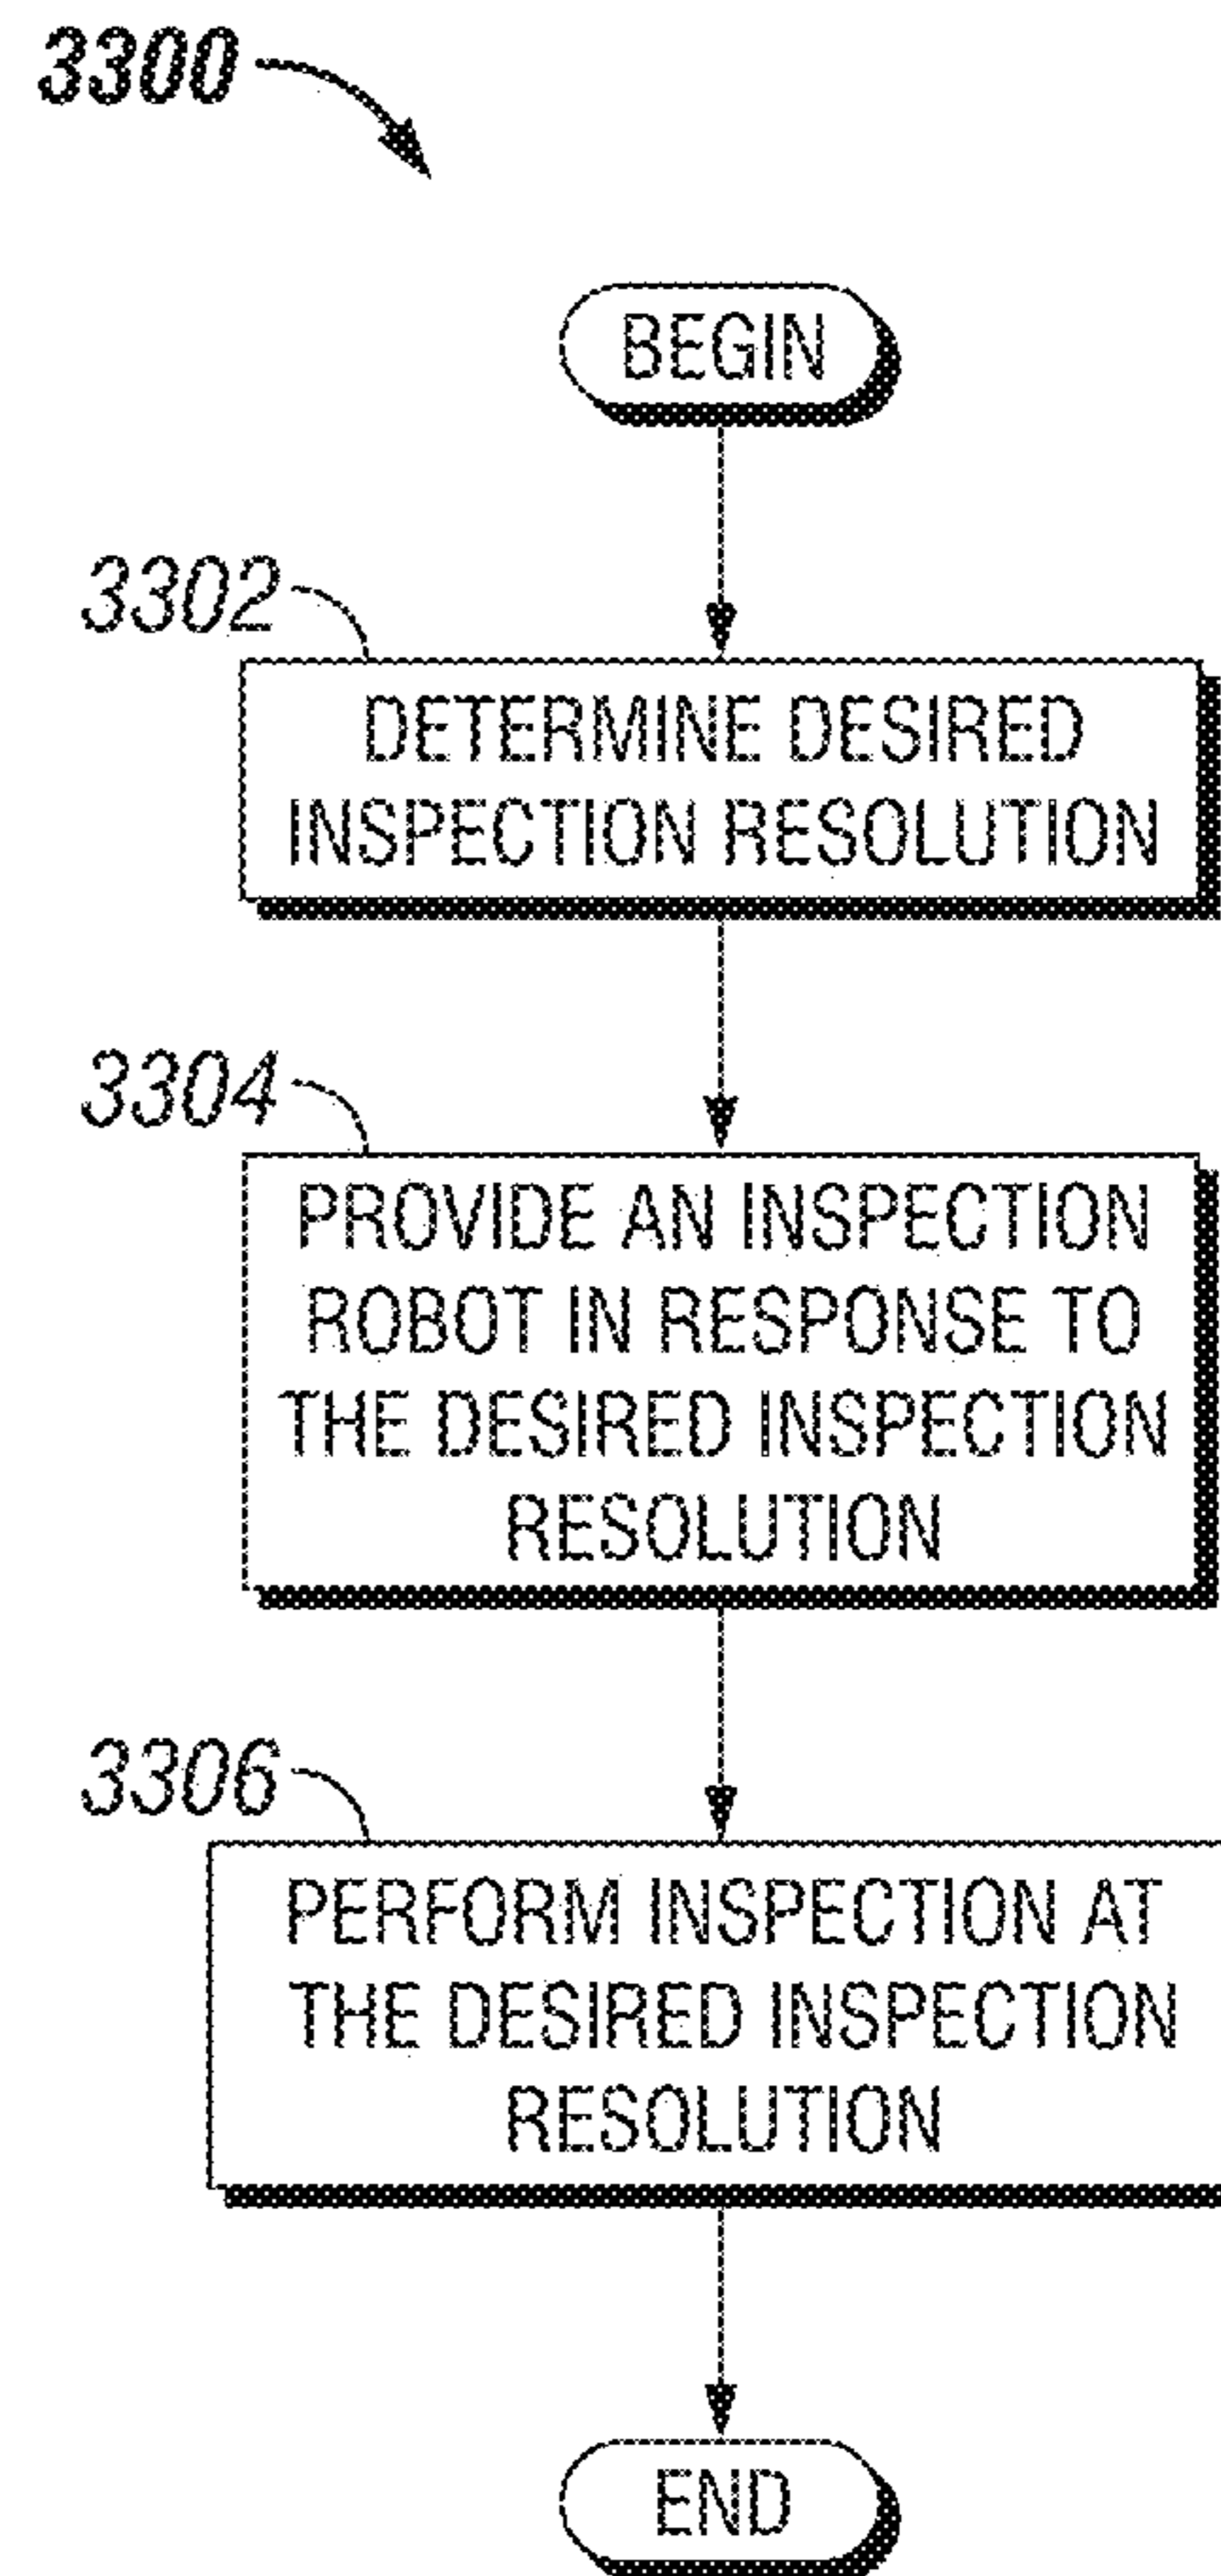 3300
BEGIN
3302
DETERMINE DESIRED
INSPECTION RESOLUTION
3304
PROVIDE AN INSPECTION
ROBOT IN RESPONSE TO
THE DESIRED INSPECTION
RESOLUTION
3306
PERFORM INSPECTION AT
THE DESIRED INSPECTION
RESOLUTION
END